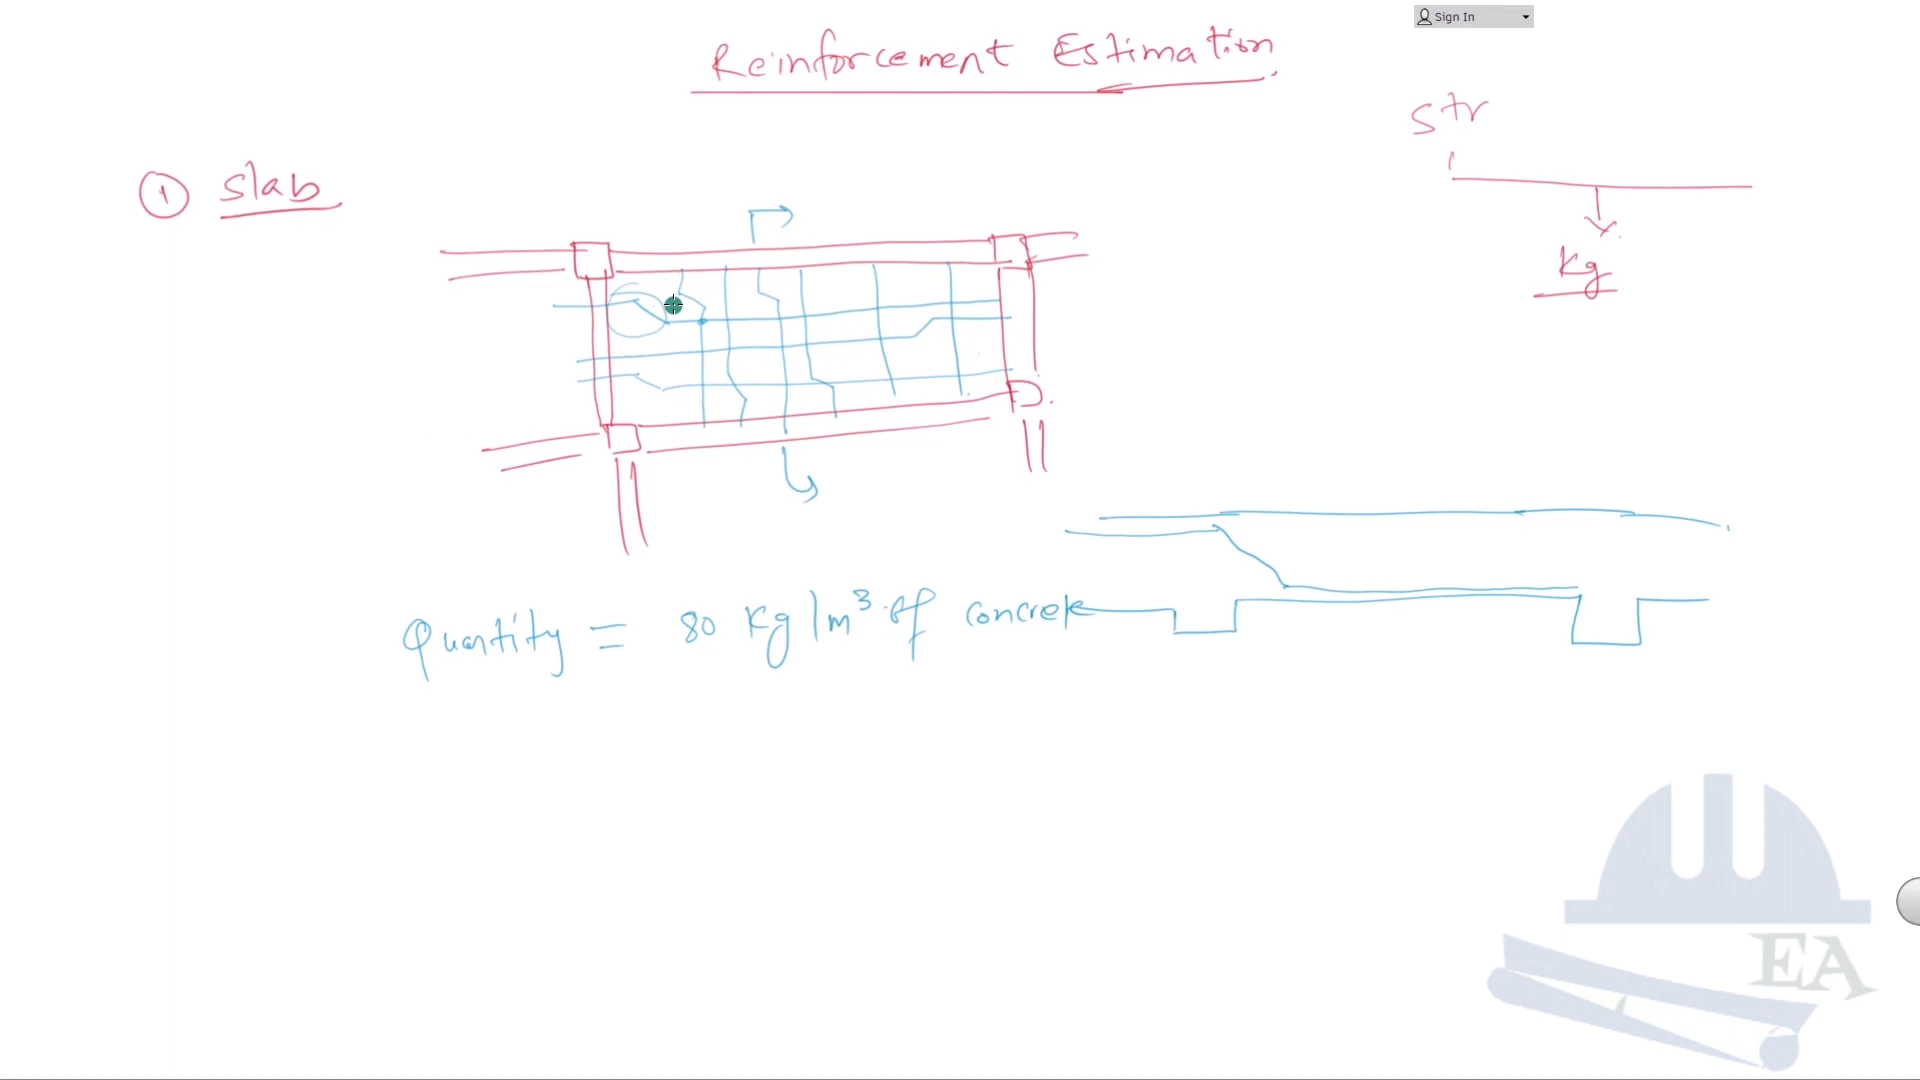 Sign In
Reinforcement Estimation
Str
① Slab
Kg
Quantity = 80 Kg/m³ of concrete
EA